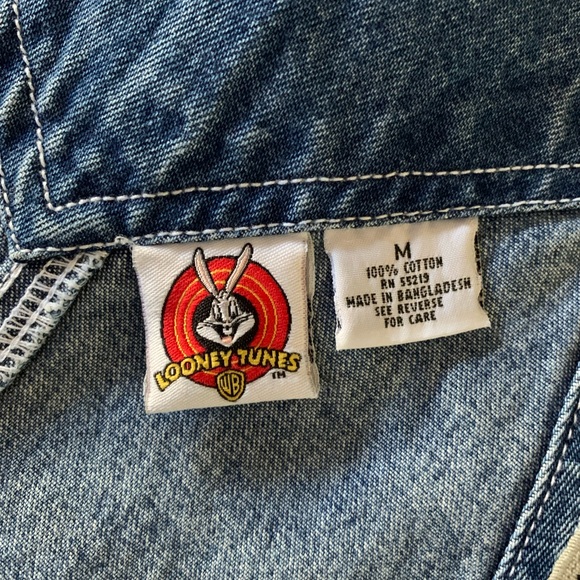 LOONEY TUNES
WB
TM
M
100% COTTON
RN 55219
MADE IN BANGLADESH
SEE REVERSE
FOR CARE